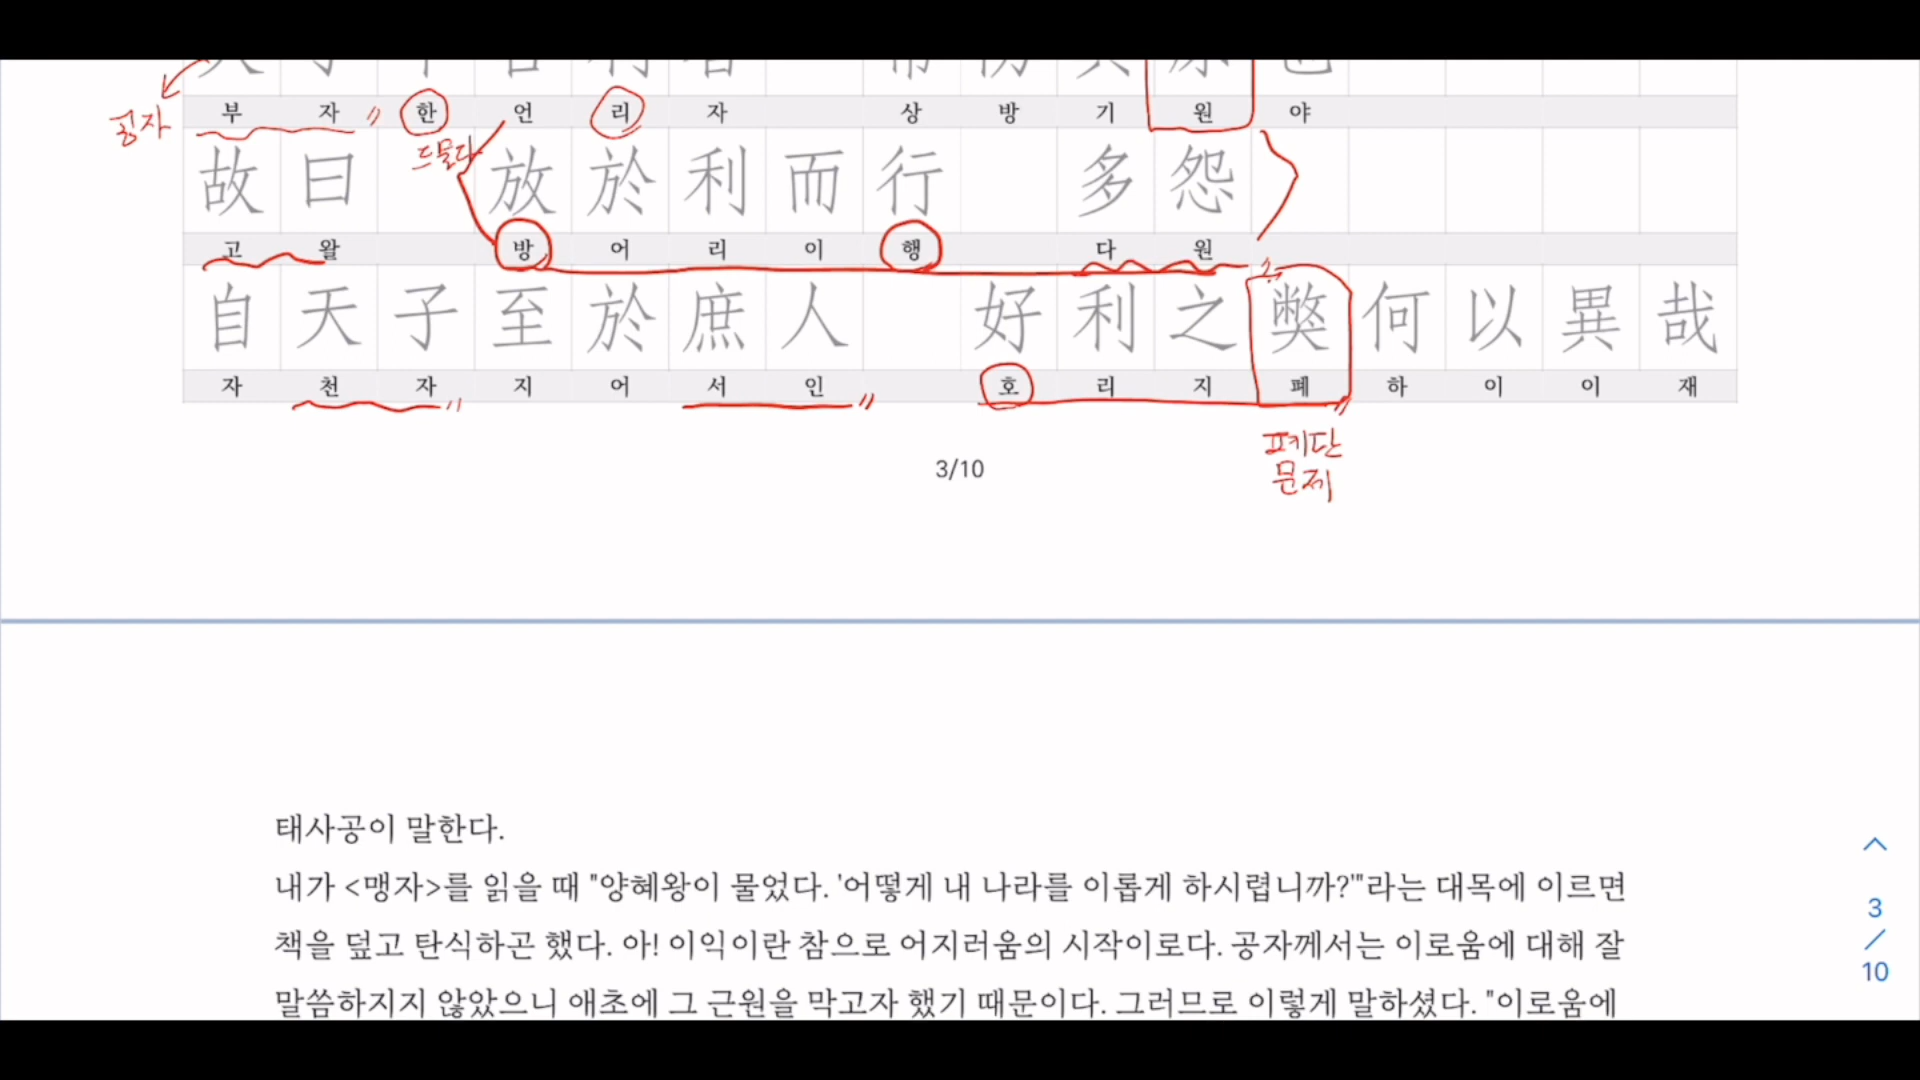 공자
부 자 한 언 리 자 상 방 기 원 야
드물다
故 曰 放 於 利 而 行 多 怨
고 왈 방 어 리 이 행 다 원
自 天 子 至 於 庶 人 好 利 之 弊 何 以 異 哉
자 천 자 지 어 서 인 호 리 지 폐 하 이 이 재
폐단
문제
3/10
태사공이 말한다.
내가 <맹자>를 읽을 때 "양혜왕이 물었다. '어떻게 내 나라를 이롭게 하시렵니까?'"라는 대목에 이르면
책을 덮고 탄식하곤 했다. 아! 이익이란 참으로 어지러움의 시작이로다. 공자께서는 이로움에 대해 잘
말씀하지지 않았으니 애초에 그 근원을 막고자 했기 때문이다. 그러므로 이렇게 말하셨다. "이로움에
3
/
10